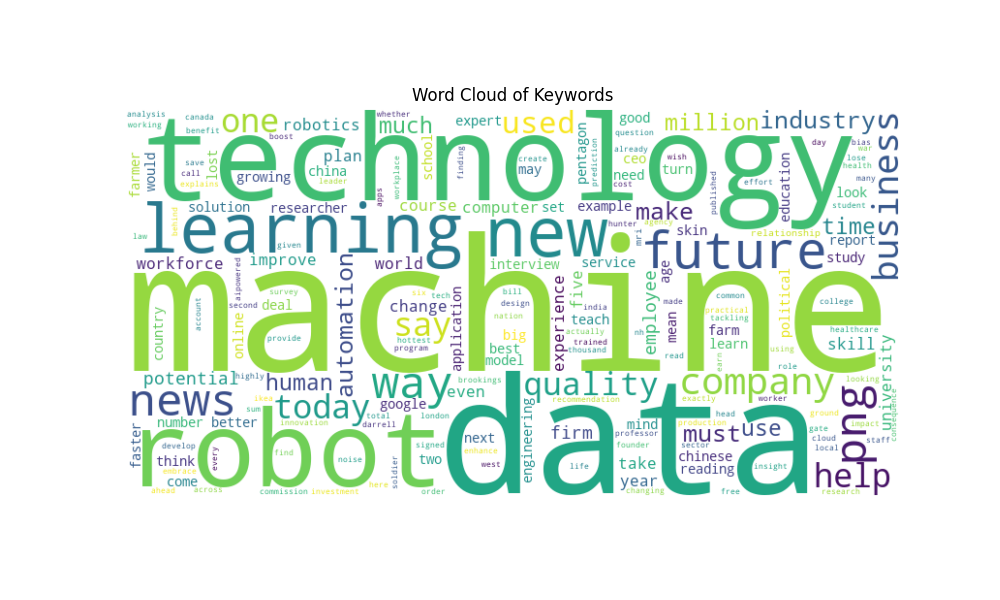 Word Cloud of Keywords
analysis
working
canada
benefit
boost
whether
one
robotics
much
expert
used
good
question
million
industry
technology
farmer
would
save
call
explains
lost
growing
plan
china
leader
workplace
apps
school
finding
create
may
pentagon
prediction
already
need
ceo
wish
turn
cost
published
effort
education
day
bias
war
lose
health
many
look
student
business
law
behind
solution
researcher
given
course
computer
set
example
hunter
agency
make
mri
skin
relationship
time
report
study
learning
new
future
workforce
improve
world
interview
service
age
machine
country
account
second
aipowered
survey
deal
online
provide
automation
six
tech
change
say
hottest
program
application
bill
design
nation
big
best
model
experience
five
india
teach
actually
trained
thousand
nh
employee
made
mean
read
common
practical
tackling
farm
learn
earn
political
using
role
college
healthcare
skill
university
consequence
potential
highly
human
way
even
brookings
quality
company
looking
news
ikea
sum
today
google
total
london
darrell
recommendation
exactly
worker
number
better
innovation
faster
develop
think
embrace
come
every
find
noise
robot
signed
two
soldier
here
order
ahead
across
commission
investment
data
next
enhance
west
engineering
firm
life
professor
founder
mind
take
year
changing
production
must
sector
chinese
reading
head
use
insight
free
gate
ground
cloud
local
impact
staff
png
help
research